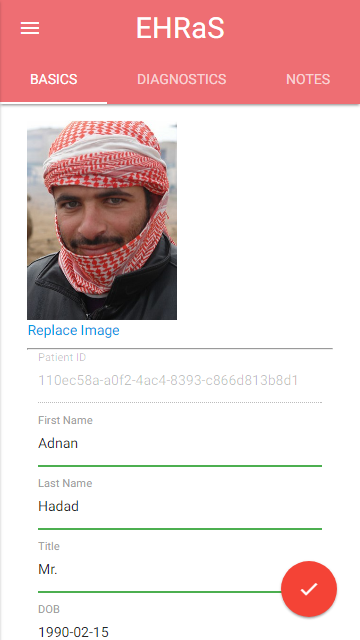 EHRaS
BASICS DIAGNOSTICS NOTES
Replace Image
Patient ID
110ec58a-a0f2-4ac4-8393-c866d813b8d1
First Name
Adnan
Last Name
Hadad
Title
Mr.
DOB
1990-02-15